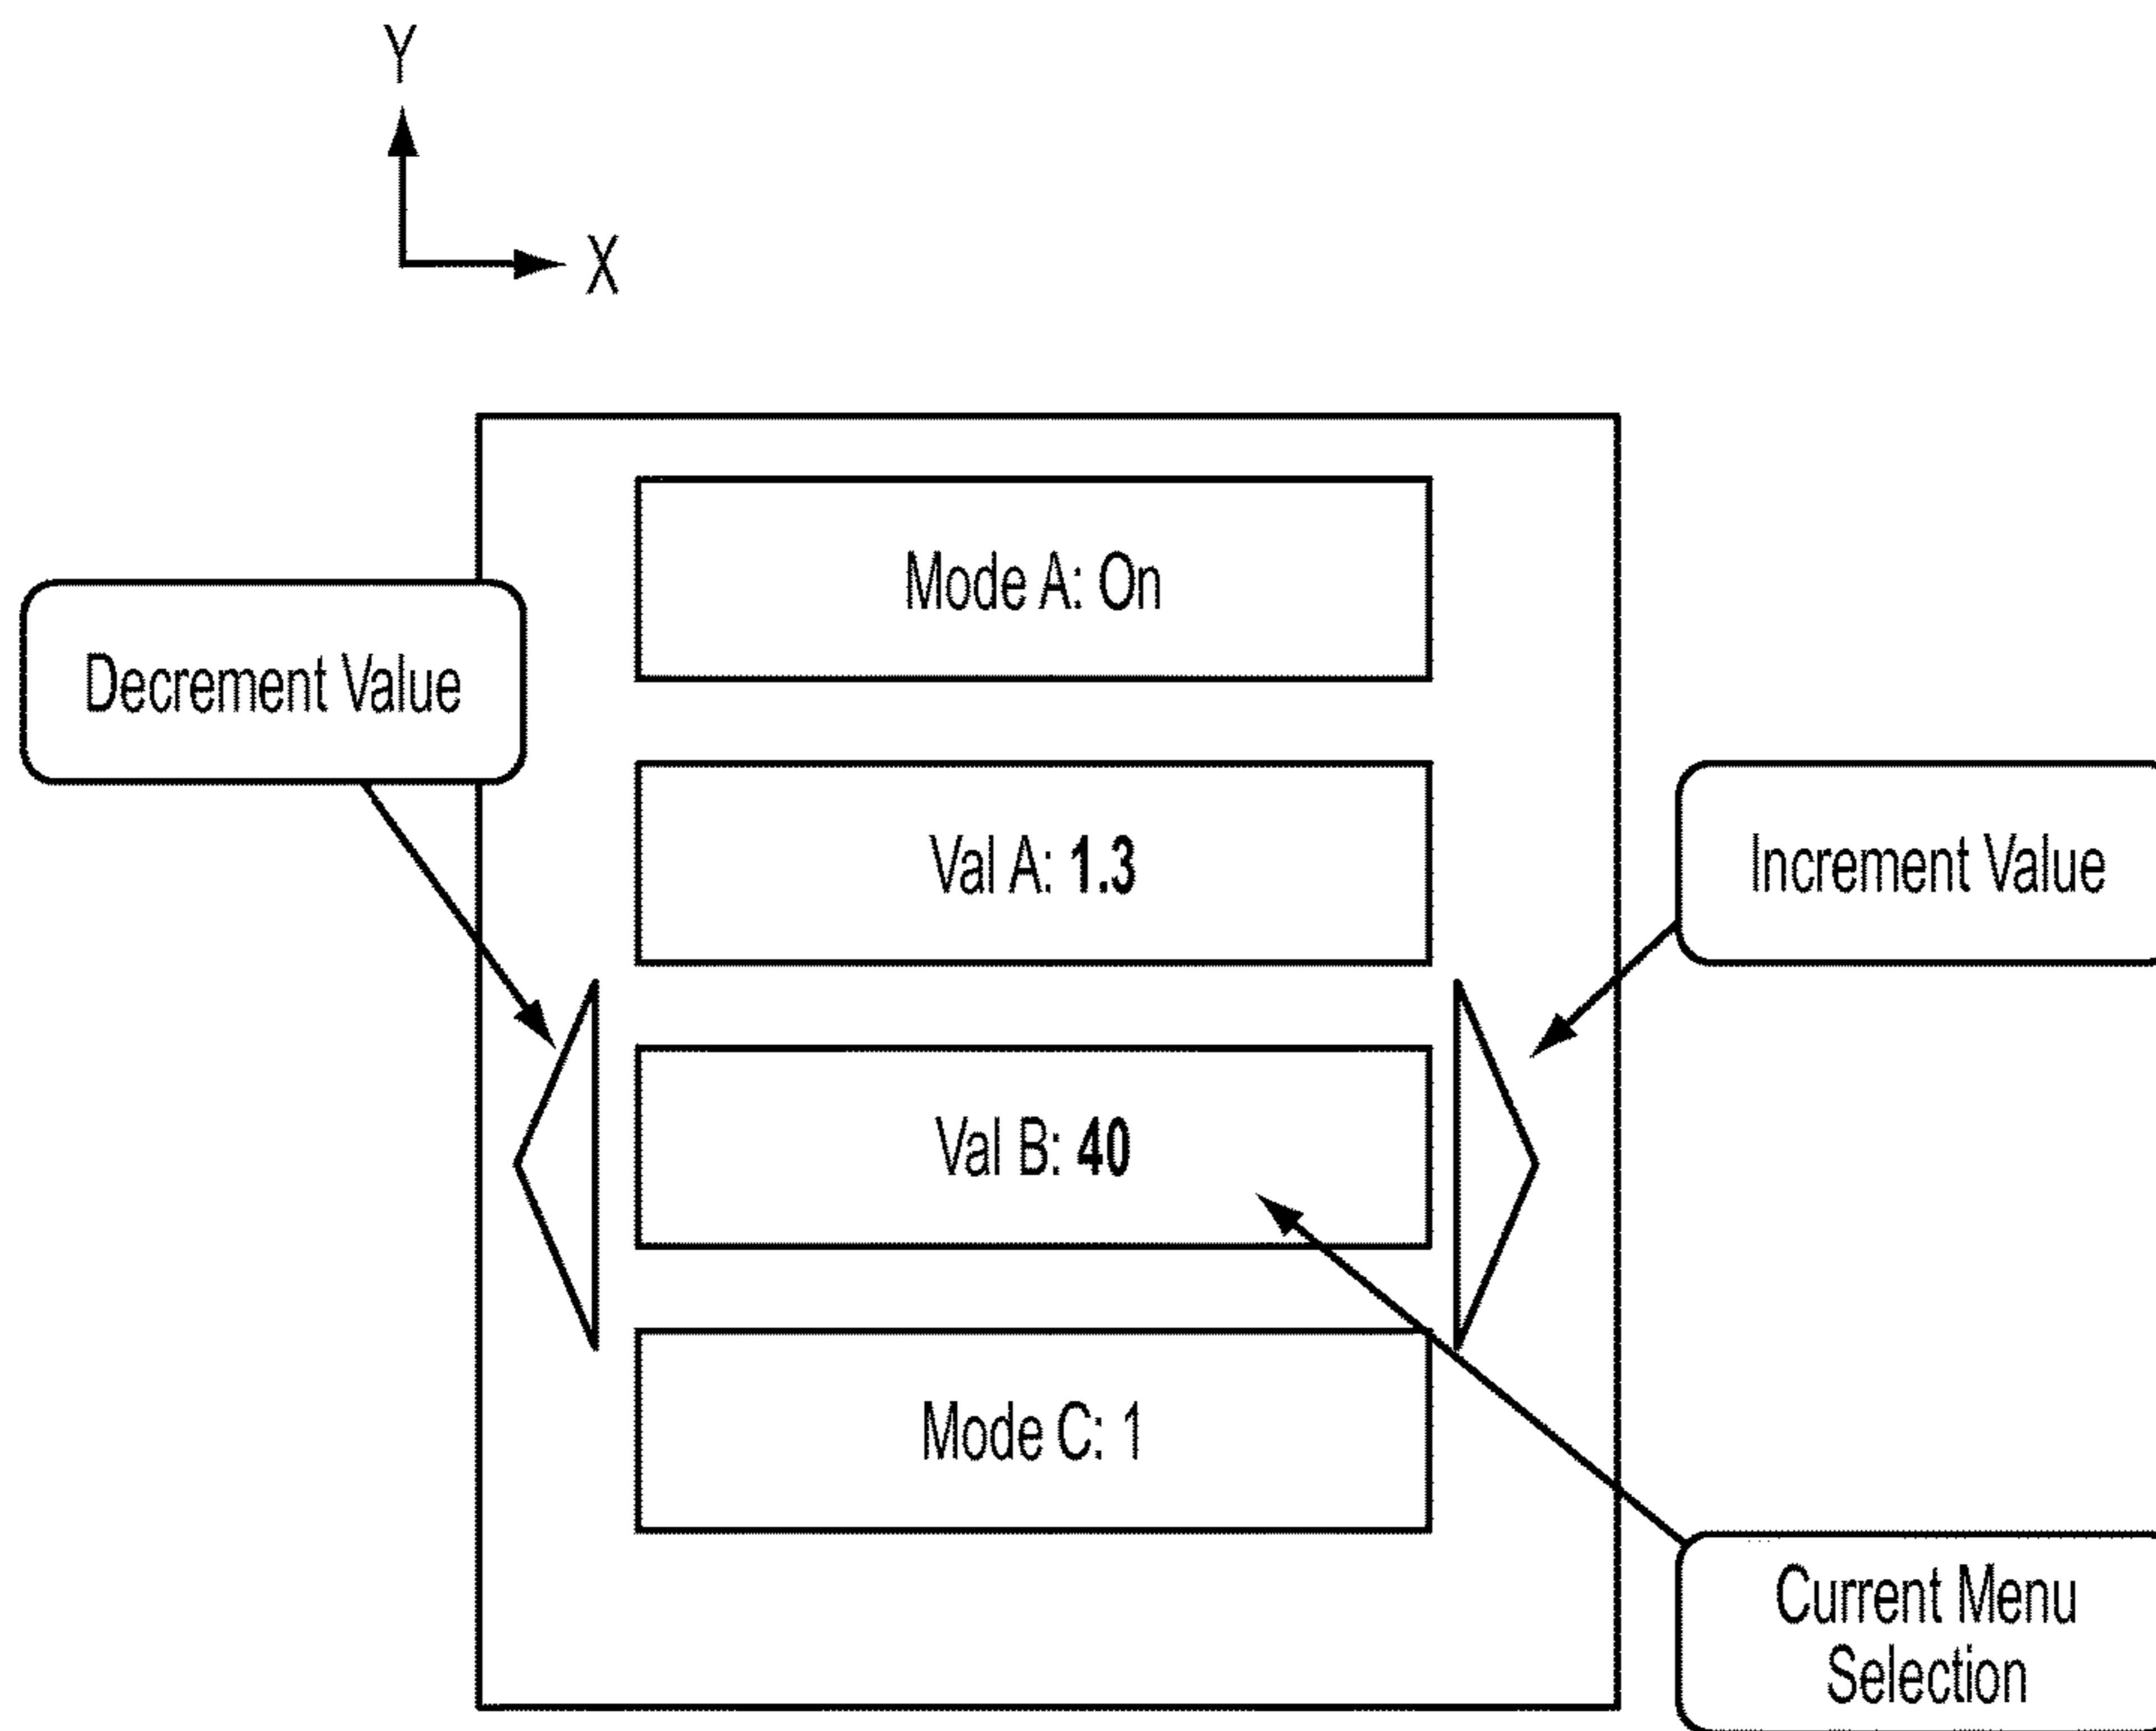 Y
X
Mode A: On
Decrement Value
Val A: 1.3
Increment Value
Val B: 40
Mode C: 1
Current Menu
Selection